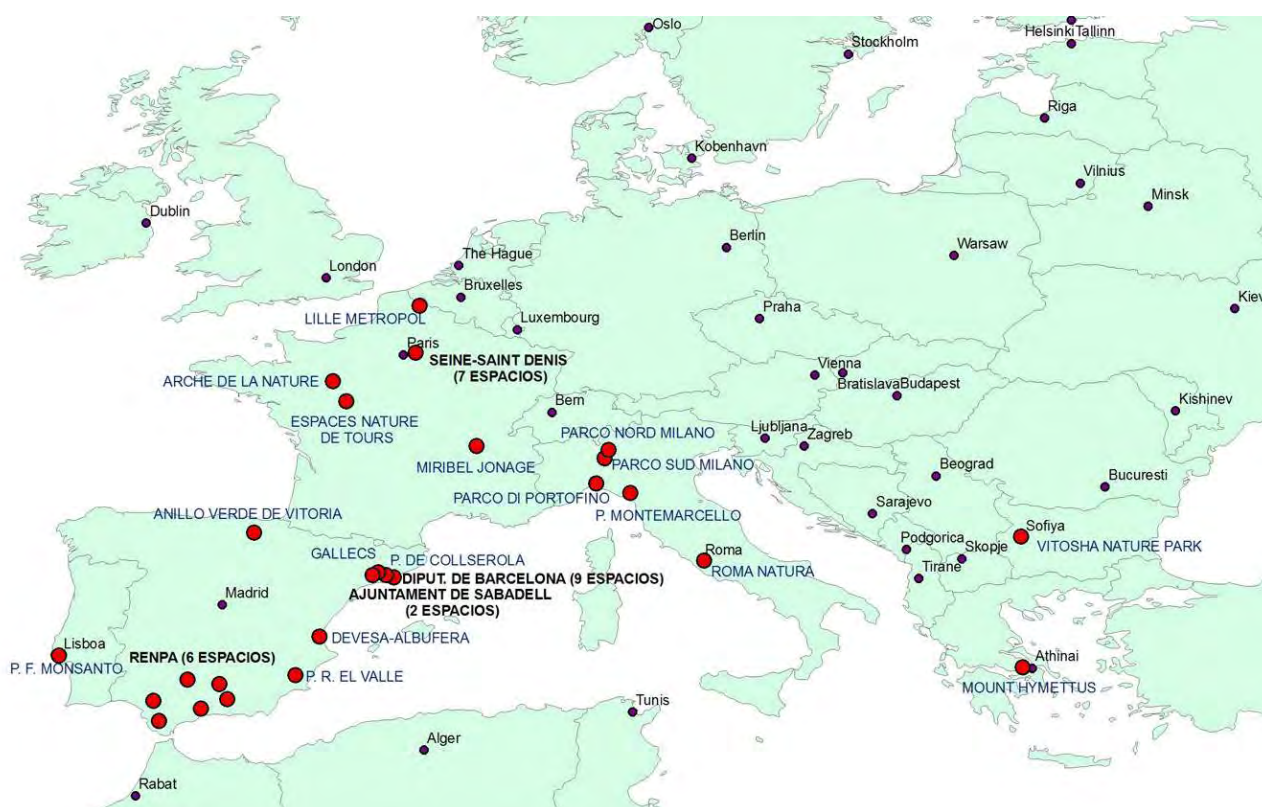 Oslo
Helsinki
Tallinn
Stockholm
Riga
Kobenhavn
Vilnius
Minsk
Dublin
Berlin
Warsaw
The Hague
London
Bruxelles
Kiev
LILLE METROPOL
Luxembourg
Praha
Paris
SEINE-SAINT DENIS
(7 ESPACIOS)
Vienna
ARCHE DE LA NATURE
Bratislava
Budapest
ESPACES NATURE
DE TOURS
Bern
Kishinev
PARCO NORD MILANO
Ljubljana
Zagreb
MIRIBEL JONAGE
PARCO SUD MILANO
Beograd
Bucuresti
PARCO DI PORTOFINO
P. MONTEMARCELLO
Sarajevo
ANILLO VERDE DE VITORIA
Sofiya
VITOSHA NATURE PARK
Podgorica
Skopje
GALLECS
P. DE COLLSEROLA
Roma
ROMA NATURA
Tirane
DIPUT. DE BARCELONA (9 ESPACIOS)
AJUNTAMENT DE SABADELL
(2 ESPACIOS)
Madrid
DEVESA-ALBUFERA
Lisboa
P. F. MONSANTO
RENPA (6 ESPACIOS)
P. R. EL VALLE
Athinai
MOUNT HYMETTUS
Tunis
Alger
Rabat